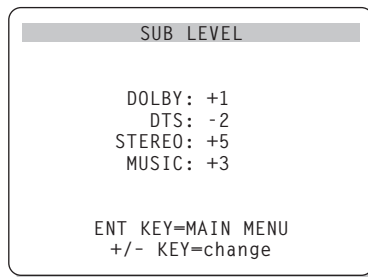 SUB LEVEL
DOLBY: +1
DTS: -2
STEREO: +5
MUSIC: +3
ENT KEY=MAIN MENU
+/- KEY=change